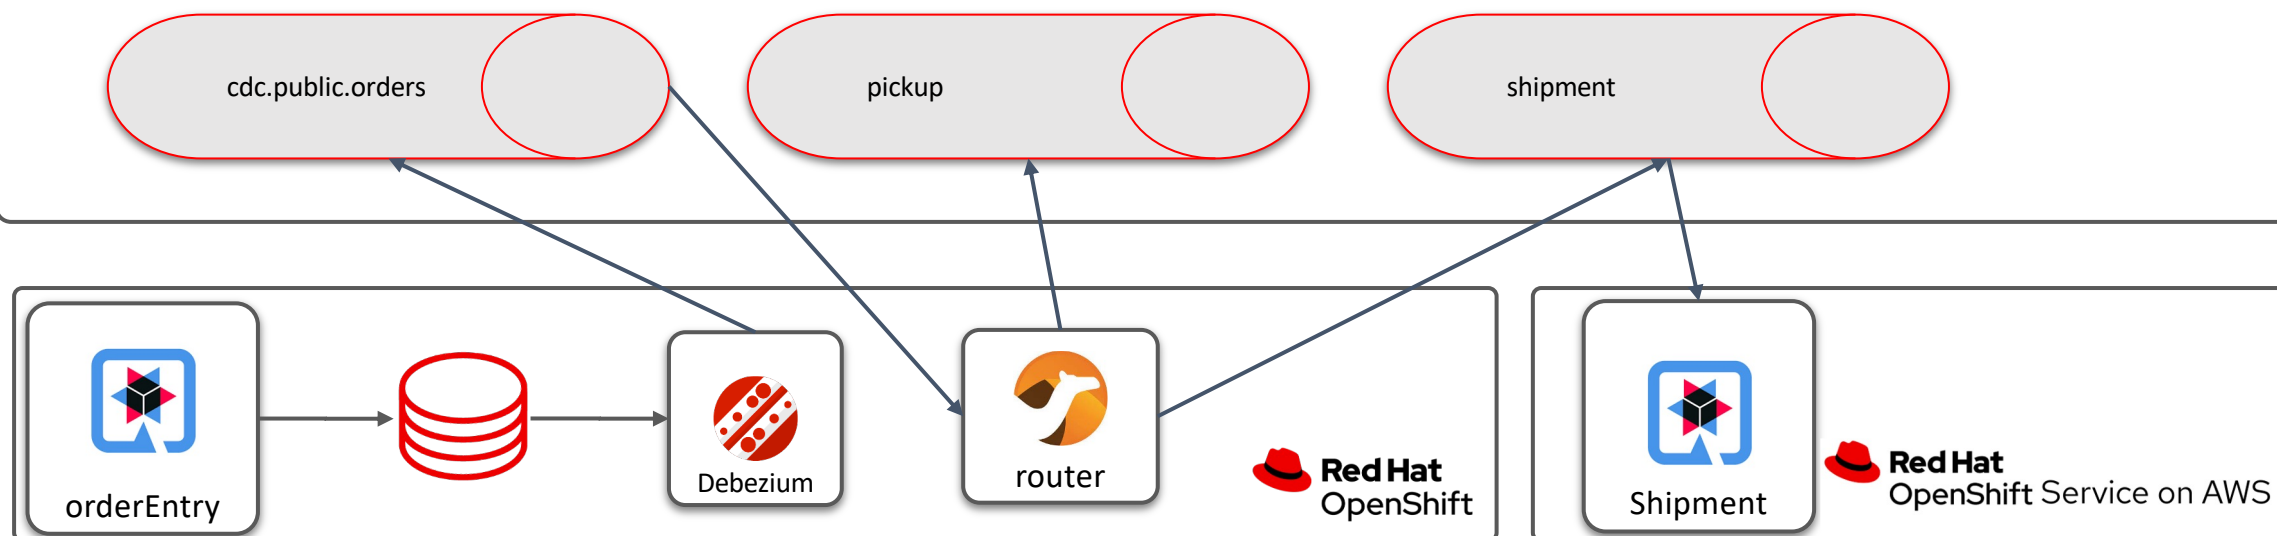 cdc.public.orders
pickup
shipment
orderEntry
Debezium
router
Red Hat
OpenShift
Shipment
Red Hat
OpenShift Service on AWS